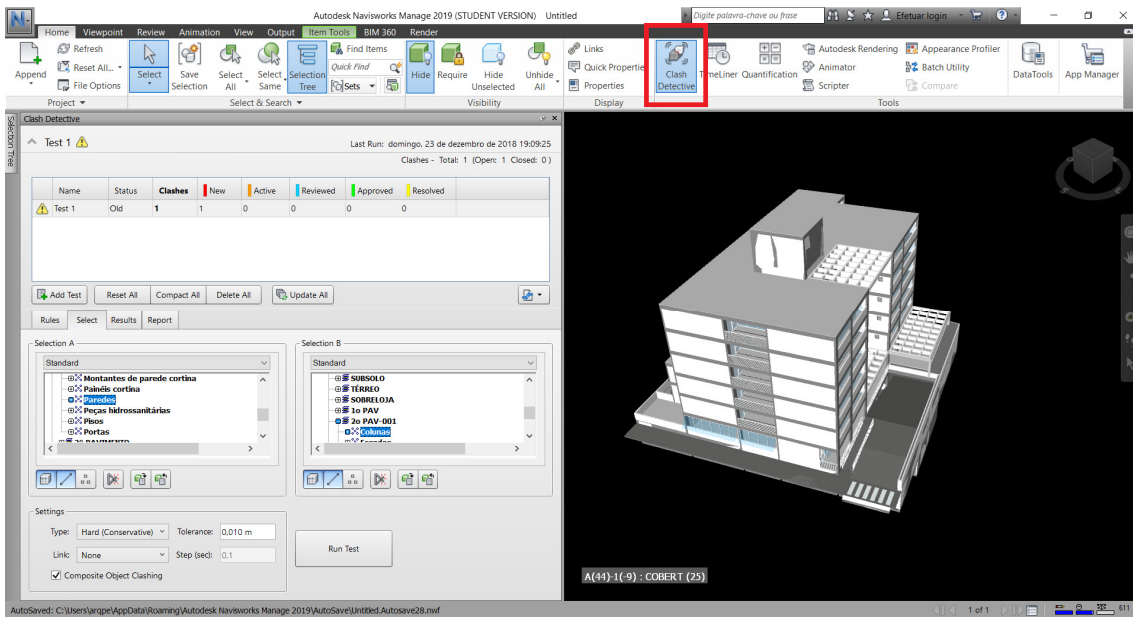 Autodesk Navisworks Manage 2019 (STUDENT VERSION) Untitled
Digite palavra-chave ou frase
Efetuar login
Home Viewpoint Review Animation View Output Item Tools BIM 360 Render
Append
Refresh
Reset All...
File Options
Project
Select
Save Selection
Select All
Select Same
Selection Tree
Find Items
Quick Find
Sets
Select & Search
Hide
Require
Hide Unselected
Unhide All
Visibility
Links
Quick Properties
Properties
Display
Clash Detective
TimeLiner
Quantification
Autodesk Rendering
Animator
Scripter
Appearance Profiler
Batch Utility
Compare
Tools
DataTools
App Manager
Selection Tree
Clash Detective
Test 1
Last Run: domingo, 23 de dezembro de 2018 19:09:25
Clashes - Total: 1 (Open: 1 Closed: 0 )
Name Status Clashes New Active Reviewed Approved Resolved
Test 1 Old 1 1 0 0 0 0
Add Test Reset All Compact All Delete All Update All
Rules Select Results Report
Selection A
Standard
Montantes de parede cortina
Painéis cortina
Paredes
Peças hidrossanitárias
Pisos
Portas
Selection B
Standard
SUBSOLO
TÉRREO
SOBRELOJA
1o PAV
2o PAV-001
Colunas
Settings
Type: Hard (Conservative) Tolerance: 0,010 m
Link: None Step (sec): 0,1
Composite Object Clashing
Run Test
A(44)-1(-9) : COBERT (25)
AutoSaved: C:\Users\arqpe\AppData\Roaming\Autodesk Navisworks Manage 2019\AutoSave\Untitled.Autosave28.nwf
1 of 1
611